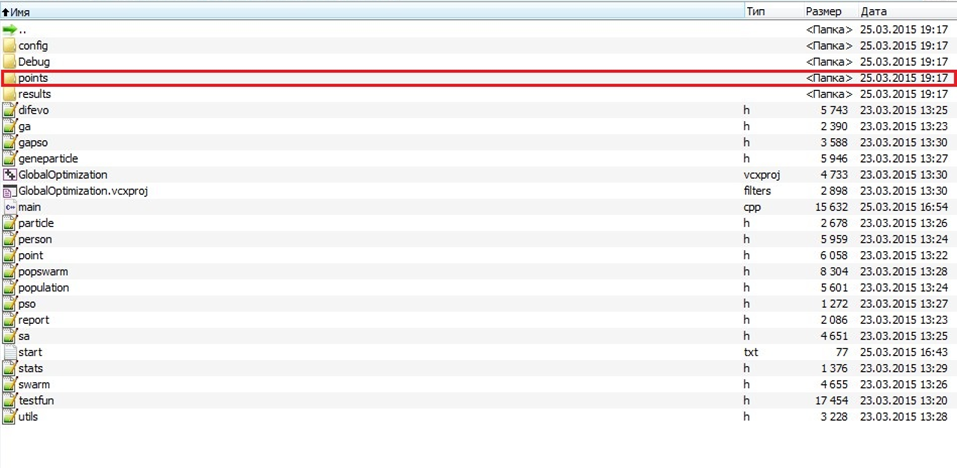 Имя Тип Размер Дата
.. <Папка> 25.03.2015 19:17
config <Папка> 25.03.2015 19:17
Debug <Папка> 25.03.2015 19:17
points <Папка> 25.03.2015 19:17
results <Папка> 25.03.2015 19:17
difevo h 5 743 23.03.2015 13:25
ga h 2 390 23.03.2015 13:23
gapso h 3 588 23.03.2015 13:30
geneparticle h 5 946 23.03.2015 13:27
GlobalOptimization vcxproj 4 733 23.03.2015 13:30
GlobalOptimization.vcxproj filters 2 898 23.03.2015 13:30
main cpp 15 632 25.03.2015 16:54
particle h 2 678 23.03.2015 13:26
person h 5 959 23.03.2015 13:24
point h 6 058 23.03.2015 13:22
popswarm h 8 304 23.03.2015 13:28
population h 5 601 23.03.2015 13:24
pso h 1 272 23.03.2015 13:27
report h 2 086 23.03.2015 13:23
sa h 4 651 23.03.2015 13:25
start txt 77 25.03.2015 16:43
stats h 1 376 23.03.2015 13:29
swarm h 4 655 23.03.2015 13:26
testfun h 17 454 23.03.2015 13:20
utils h 3 228 23.03.2015 13:28